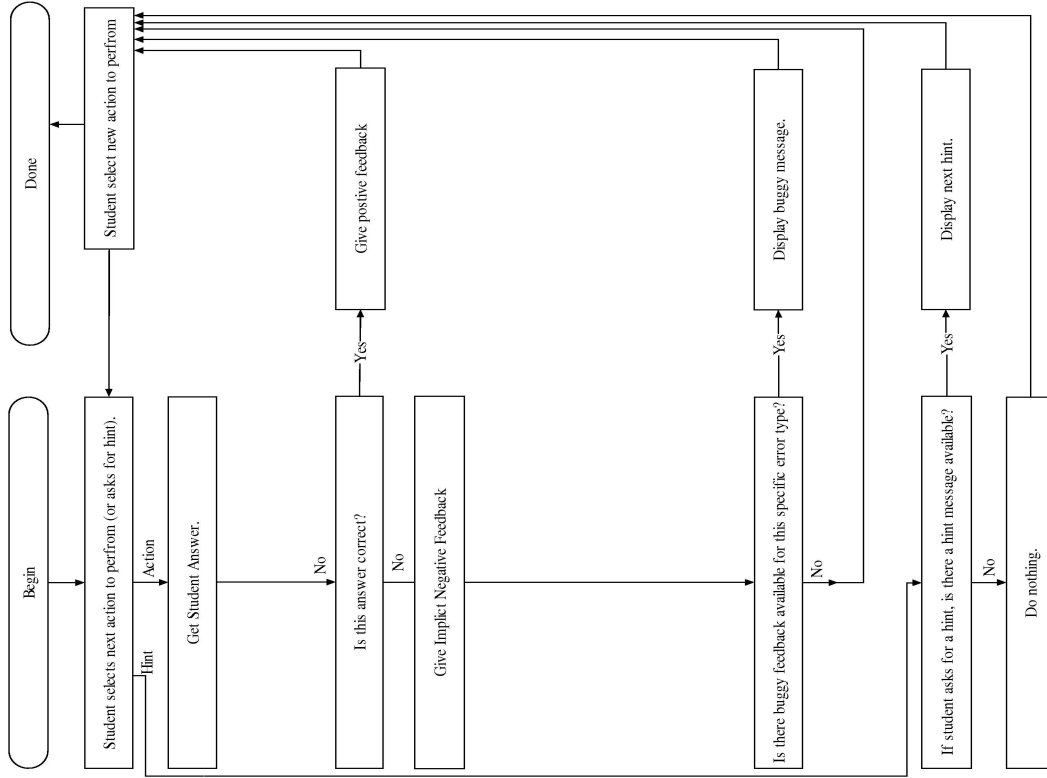 Begin
Done
Student selects next action to perfrom (or asks for hint).
Student select new action to perfrom
Hint
Action
Get Student Answer.
No
Is this answer correct?
Yes
Give postive feedback
No
Give Implict Negative Feedback
Is there buggy feedback available for this specific error type?
Yes
Display buggy message.
No
If student asks for a hint, is there a hint message available?
Yes
Display next hint.
No
Do nothing.